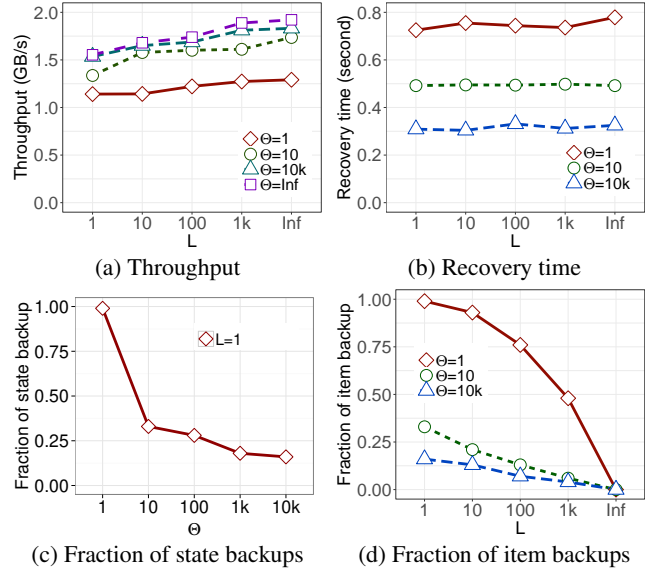 Throughput (GB/s)
2.0
1.5
1.0
0.5
0.0
Θ=1
Θ=10
Θ=10k
Θ=Inf
1 10 100 1k Inf
L
(a) Throughput
Recovery time (second)
0.8
0.6
0.4
0.2
0.0
Θ=1
Θ=10
Θ=10k
1 10 100 1k Inf
L
(b) Recovery time
Fraction of state backup
1.00
0.75
0.50
0.25
0.00
L=1
1 10 100 1k 10k
Θ
(c) Fraction of state backups
Fraction of item backup
1.00
0.75
0.50
0.25
0.00
Θ=1
Θ=10
Θ=10k
1 10 100 1k Inf
L
(d) Fraction of item backups